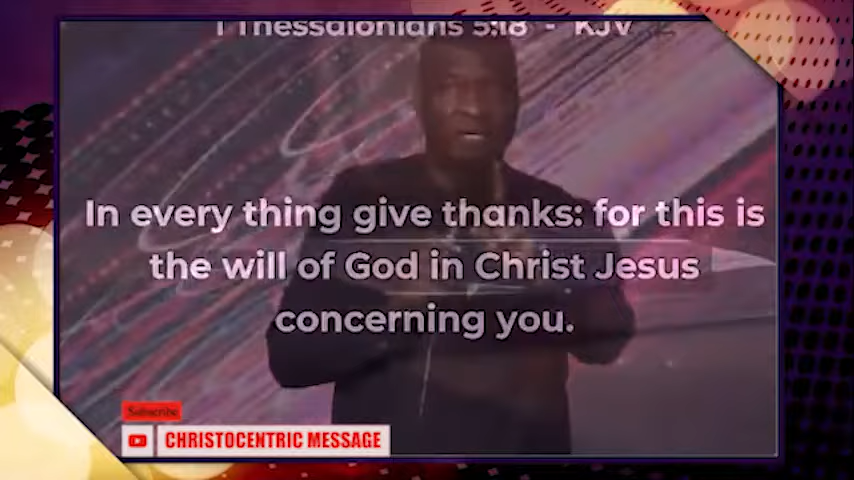 1 Thessalonians 5:18 - KJV
In every thing give thanks: for this is
the will of God in Christ Jesus
concerning you.
Subscribe
CHRISTOCENTRIC MESSAGE